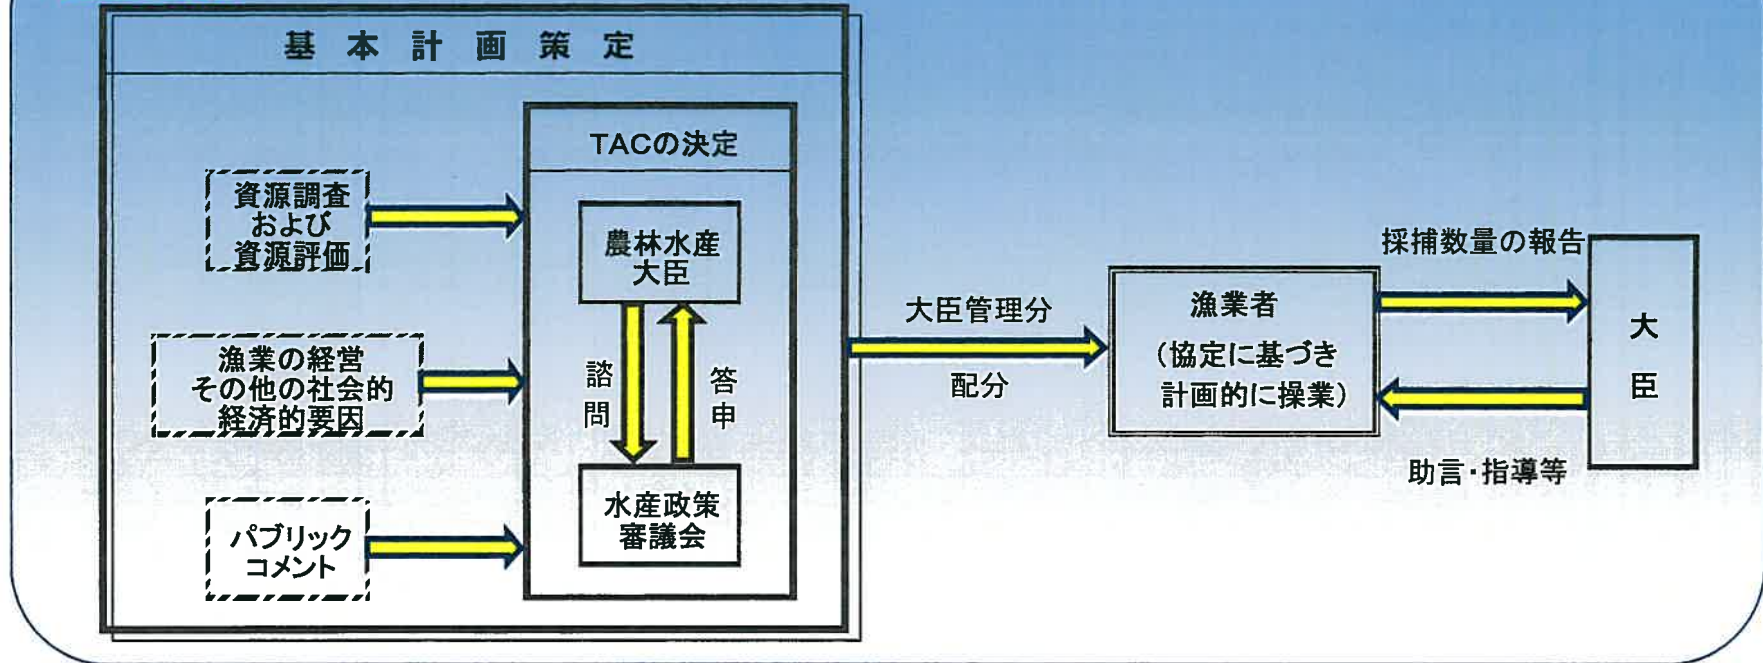 基本計画策定
TACの決定
資源調査
および
資源評価
漁業の経営
その他の社会的
経済的要因
パブリック
コメント
農林水産
大臣
諮問
答申
水産政策
審議会
大臣管理分
配分
漁業者
(協定に基づき
計画的に操業)
採捕数量の報告
助言・指導等
大臣